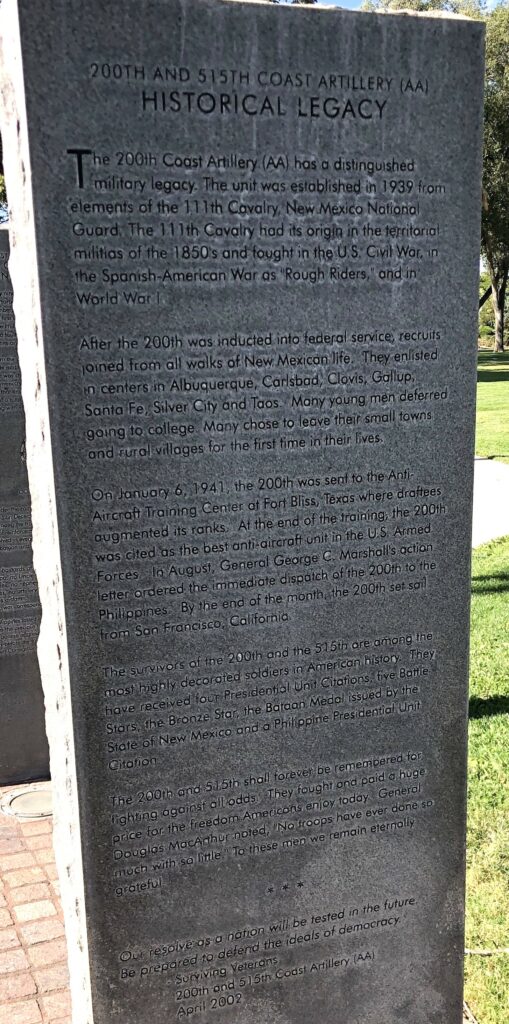 200TH AND 515TH COAST ARTILLERY (AA)
HISTORICAL LEGACY
The 200th Coast Artillery (AA) has a distinguished
military legacy. The unit was established in 1939 from
elements of the 111th Cavalry, New Mexico National
Guard. The 111th Cavalry had its origin in the territorial
militias of the 1850's and fought in the U.S. Civil War, in
the Spanish-American War as "Rough Riders," and in
World War I.
After the 200th was inducted into federal service, recruits
joined from all walks of New Mexican life. They enlisted
in centers in Albuquerque, Carlsbad, Clovis, Gallup,
Santa Fe, Silver City and Taos. Many young men deferred
going to college. Many chose to leave their small towns
and rural villages for the first time in their lives.
On January 6, 1941, the 200th was sent to the Anti-
Aircraft Training Center at Fort Bliss, Texas where draftees
augmented its ranks. At the end of the training, the 200th
was cited as the best anti-aircraft unit in the U.S. Armed
Forces. In August, General George C. Marshall's action
letter ordered the immediate dispatch of the 200th to the
Philippines. By the end of the month, the 200th set sail
from San Francisco, California.
The survivors of the 200th and the 515th are among the
most highly decorated soldiers in American history. They
have received four Presidential Unit Citations, five Battle
Stars, the Bronze Star, the Bataan Medal issued by the
State of New Mexico and a Philippine Presidential Unit
Citation.
The 200th and 515th shall forever be remembered for
fighting against all odds. They fought and paid a huge
price for the freedom Americans enjoy today. General
Douglas MacArthur noted, "No troops have ever done so
much with so little." To these men we remain eternally
grateful.
* * *
Our resolve as a nation will be tested in the future.
Be prepared to defend the ideals of democracy.
Surviving Veterans
200th and 515th Coast Artillery (AA)
April 2002